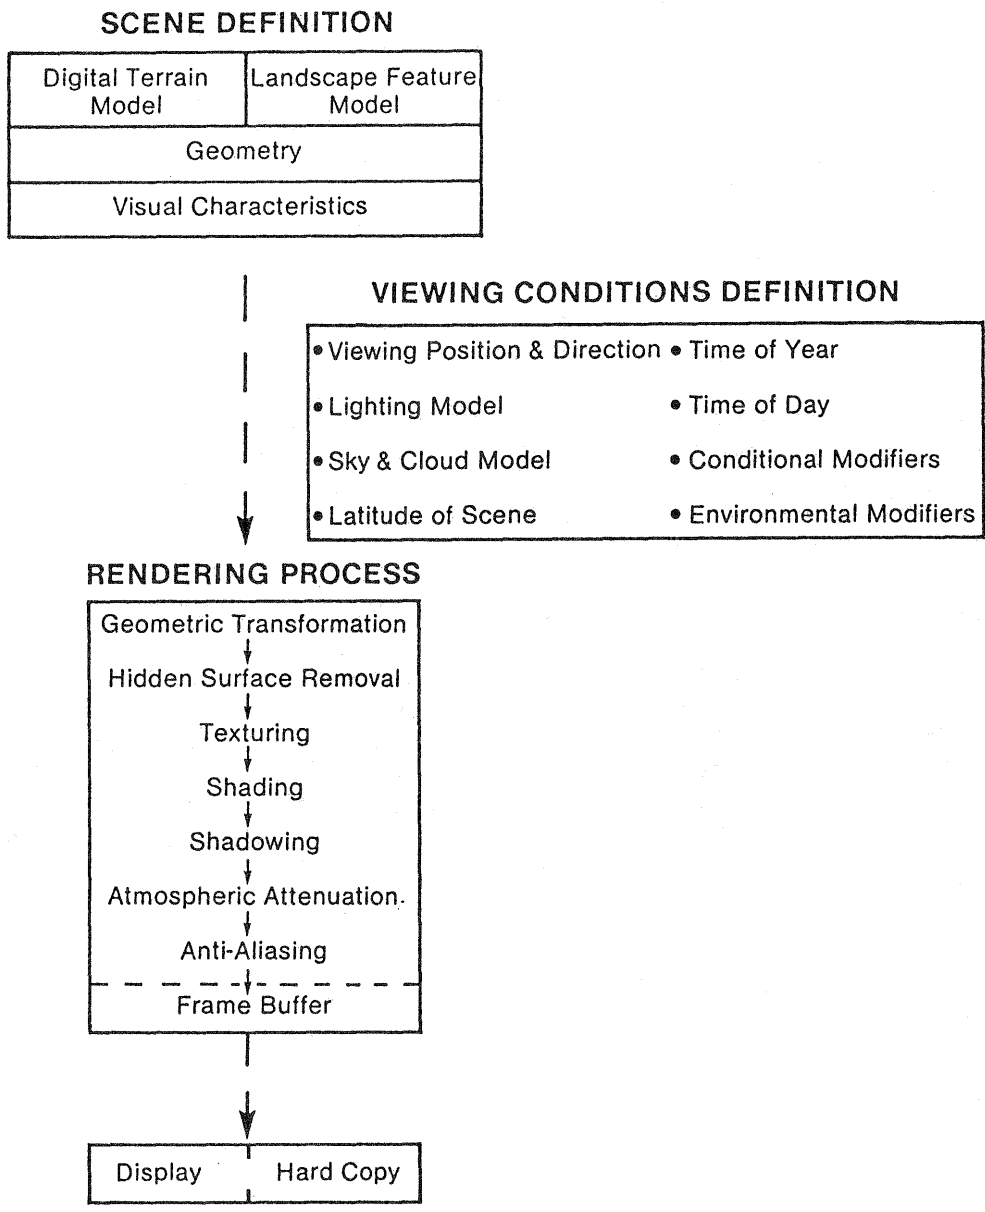 SCENE DEFINITION
Digital Terrain
Model
Landscape Feature
Model
Geometry
Visual Characteristics
VIEWING CONDITIONS DEFINITION
• Viewing Position & Direction • Time of Year
• Lighting Model • Time of Day
• Sky & Cloud Model • Conditional Modifiers
• Latitude of Scene • Environmental Modifiers
RENDERING PROCESS
Geometric Transformation
Hidden Surface Removal
Texturing
Shading
Shadowing
Atmospheric Attenuation.
Anti-Aliasing
Frame Buffer
Display Hard Copy